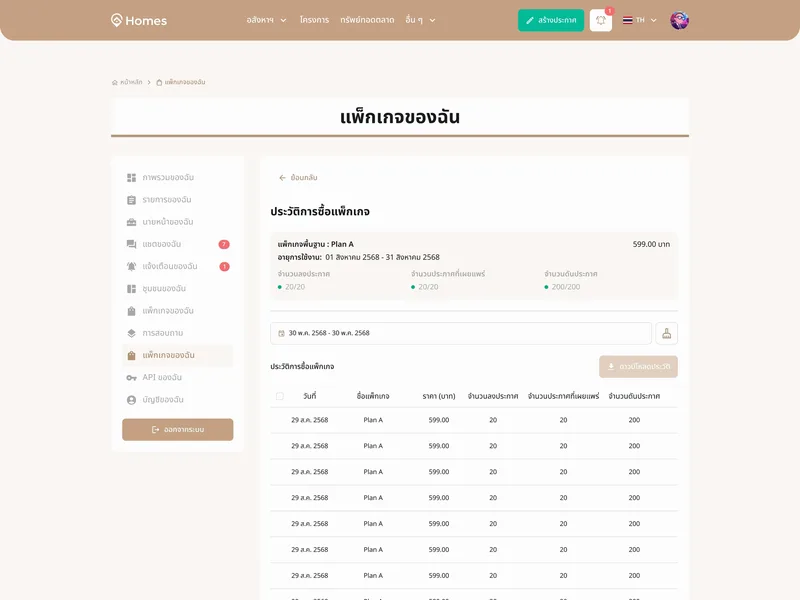 Homes
อสังหาฯ โครงการ ทรัพย์ทอดตลาด อื่น ๆ
สร้างประกาศ
1
TH
หน้าหลัก > แพ็กเกจของฉัน
แพ็กเกจของฉัน
ภาพรวมของฉัน
รายการของฉัน
นายหน้าของฉัน
แชตของฉัน 7
แจ้งเตือนของฉัน 1
ชุมชนของฉัน
แพ็กเกจของฉัน
การสอบถาม
แพ็กเกจของฉัน
API ของฉัน
บัญชีของฉัน
ออกจากระบบ
ย้อนกลับ
ประวัติการซื้อแพ็กเกจ
แพ็กเกจพื้นฐาน : Plan A 599.00 บาท
อายุการใช้งาน: 01 สิงหาคม 2568 - 31 สิงหาคม 2568
จำนวนลงประกาศ จำนวนประกาศที่เผยแพร่ จำนวนดันประกาศ
20/20 20/20 200/200
30 พ.ค. 2568 - 30 พ.ค. 2568
ประวัติการซื้อแพ็กเกจ
ดาวน์โหลดประวัติ
วันที่ ชื่อแพ็กเกจ ราคา (บาท) จำนวนลงประกาศ จำนวนประกาศที่เผยแพร่ จำนวนดันประกาศ
29 ส.ค. 2568 Plan A 599.00 20 20 200
29 ส.ค. 2568 Plan A 599.00 20 20 200
29 ส.ค. 2568 Plan A 599.00 20 20 200
29 ส.ค. 2568 Plan A 599.00 20 20 200
29 ส.ค. 2568 Plan A 599.00 20 20 200
29 ส.ค. 2568 Plan A 599.00 20 20 200
29 ส.ค. 2568 Plan A 599.00 20 20 200